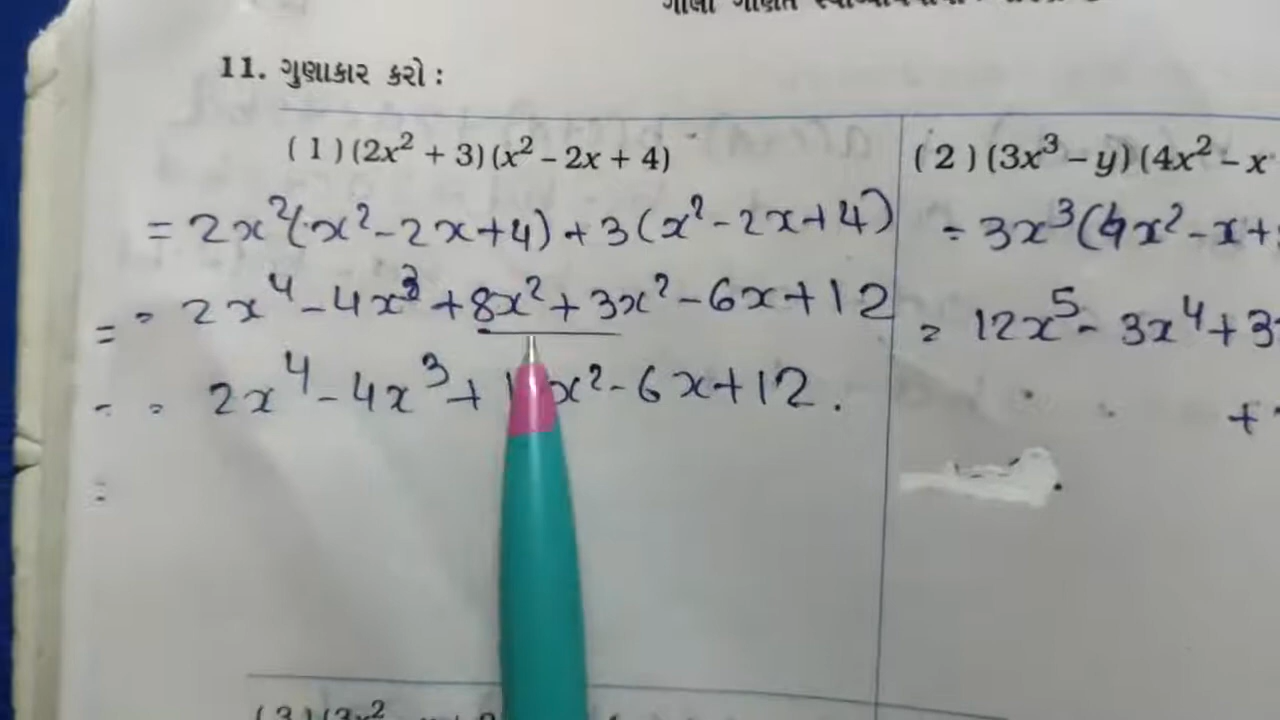 11. ગુણાકાર કરો :
(1) (2x² + 3) (x² – 2x + 4)
= 2x²(x² - 2x + 4) + 3(x² - 2x + 4)
= = 2x⁴ - 4x³ + 8x² + 3x² - 6x + 12
- = 2x⁴ - 4x³ + 1 x² - 6x + 12 .
=
(2) (3x³ – y) (4x² – x
= 3x³(4x² - x +
= 12x⁵ - 3x⁴ + 3
+